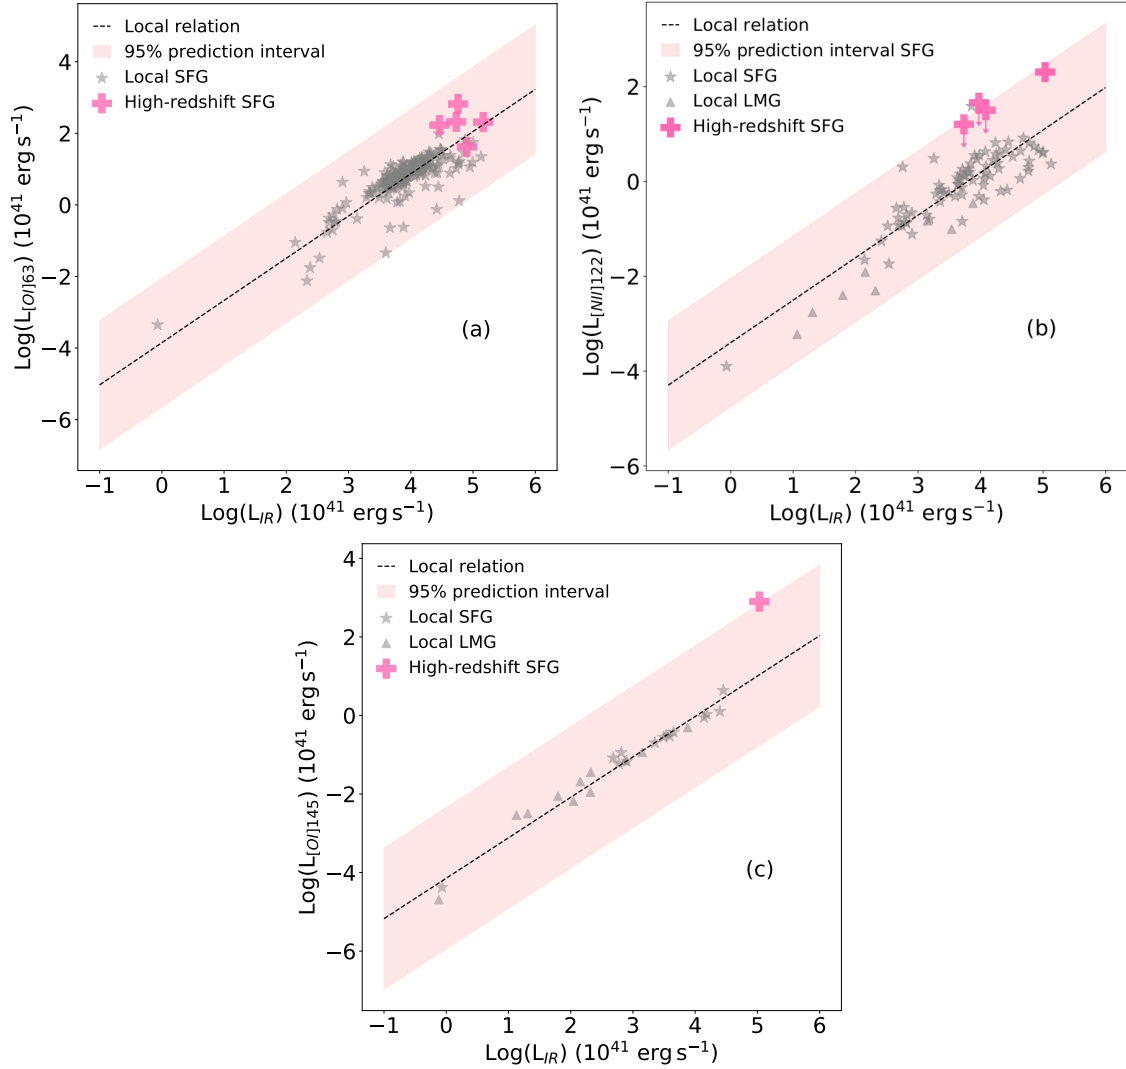 Local relation
95% prediction interval
Local SFG
High-redshift SFG
4
2
0
−2
−4
−6
Log(L[OI]63) (10^41 erg s^−1)
(a)
−1 0 1 2 3 4 5 6
Log(L_IR) (10^41 erg s^−1)
Local relation
95% prediction interval SFG
Local SFG
Local LMG
High-redshift SFG
2
0
−2
−4
−6
Log(L[NII]122) (10^41 erg s^−1)
(b)
−1 0 1 2 3 4 5 6
Log(L_IR) (10^41 erg s^−1)
Local relation
95% prediction interval
Local SFG
Local LMG
High-redshift SFG
4
2
0
−2
−4
−6
Log(L[OI]145) (10^41 erg s^−1)
(c)
−1 0 1 2 3 4 5 6
Log(L_IR) (10^41 erg s^−1)